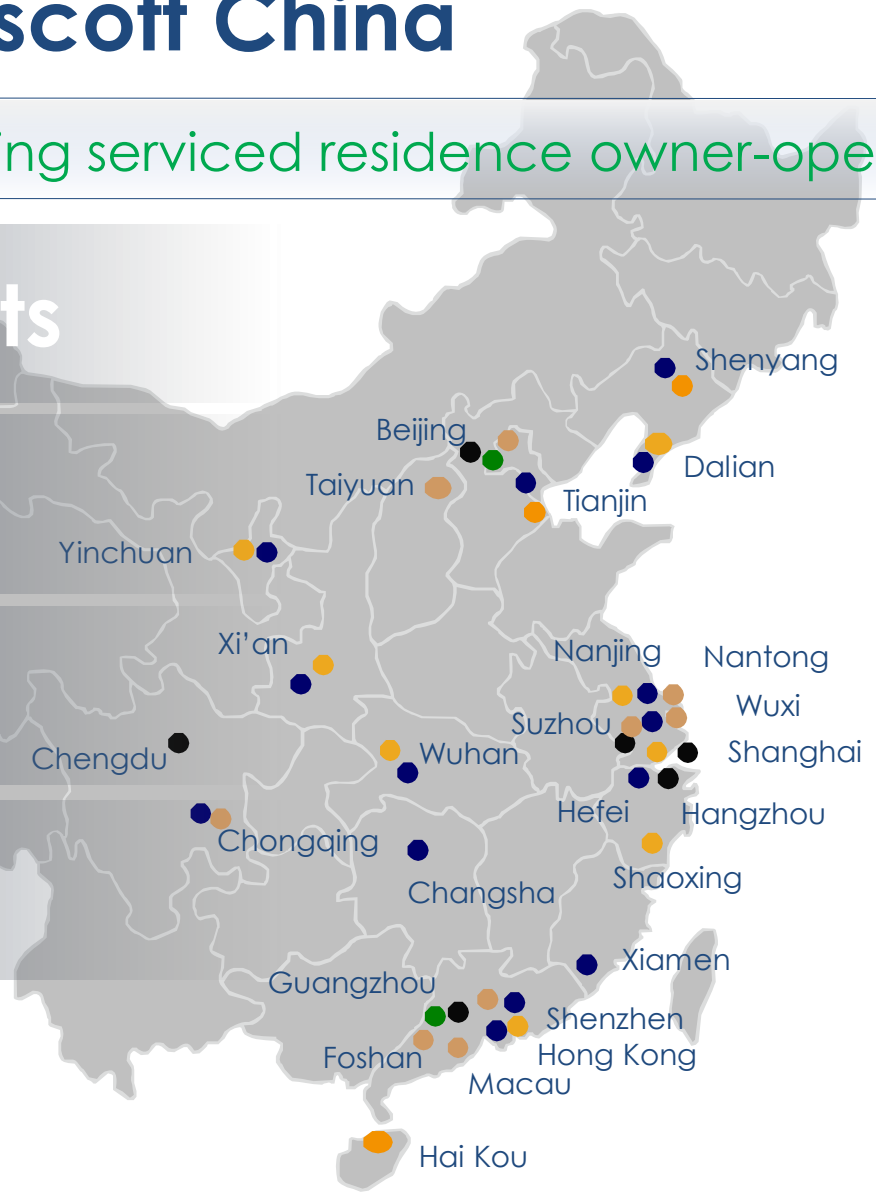 scott China
ing serviced residence owner-ope
ts
Shenyang
Beijing
Dalian
Taiyuan
Tianjin
Yinchuan
Xi’an
Nanjing
Nantong
Wuxi
Suzhou
Shanghai
Wuhan
Chengdu
Hefei
Hangzhou
Chongqing
Shaoxing
Changsha
Xiamen
Guangzhou
Shenzhen
Hong Kong
Foshan
Macau
Hai Kou